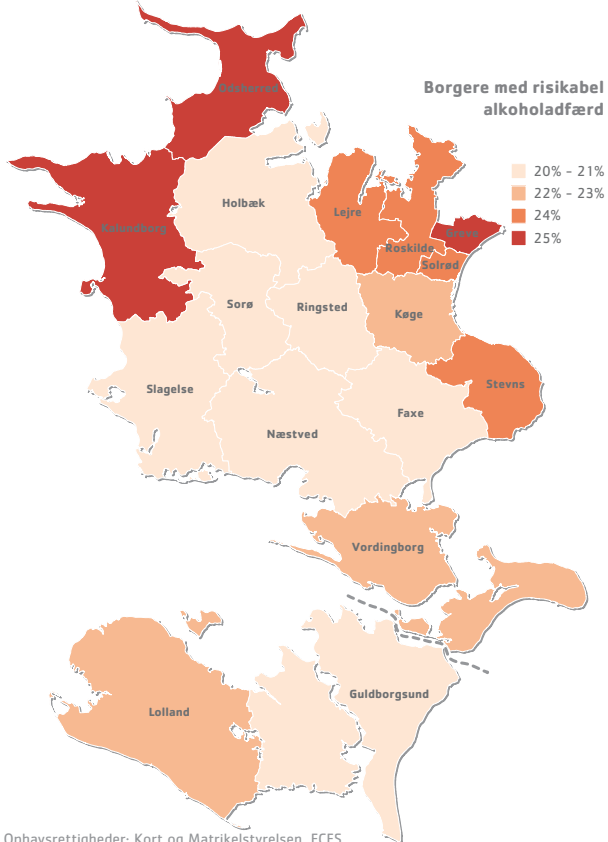 Odsherred
Borgere med risikabel
alkoholadfærd
20% - 21%
22% - 23%
24%
25%
Holbæk
Lejre
Kalundborg
Greve
Roskilde
Solrød
Sorø
Ringsted
Køge
Slagelse
Stevns
Faxe
Næstved
Vordingborg
Guldborgsund
Lolland
Ophavsrettigheder: Kort og Matrikelstyrelsen, ECFS